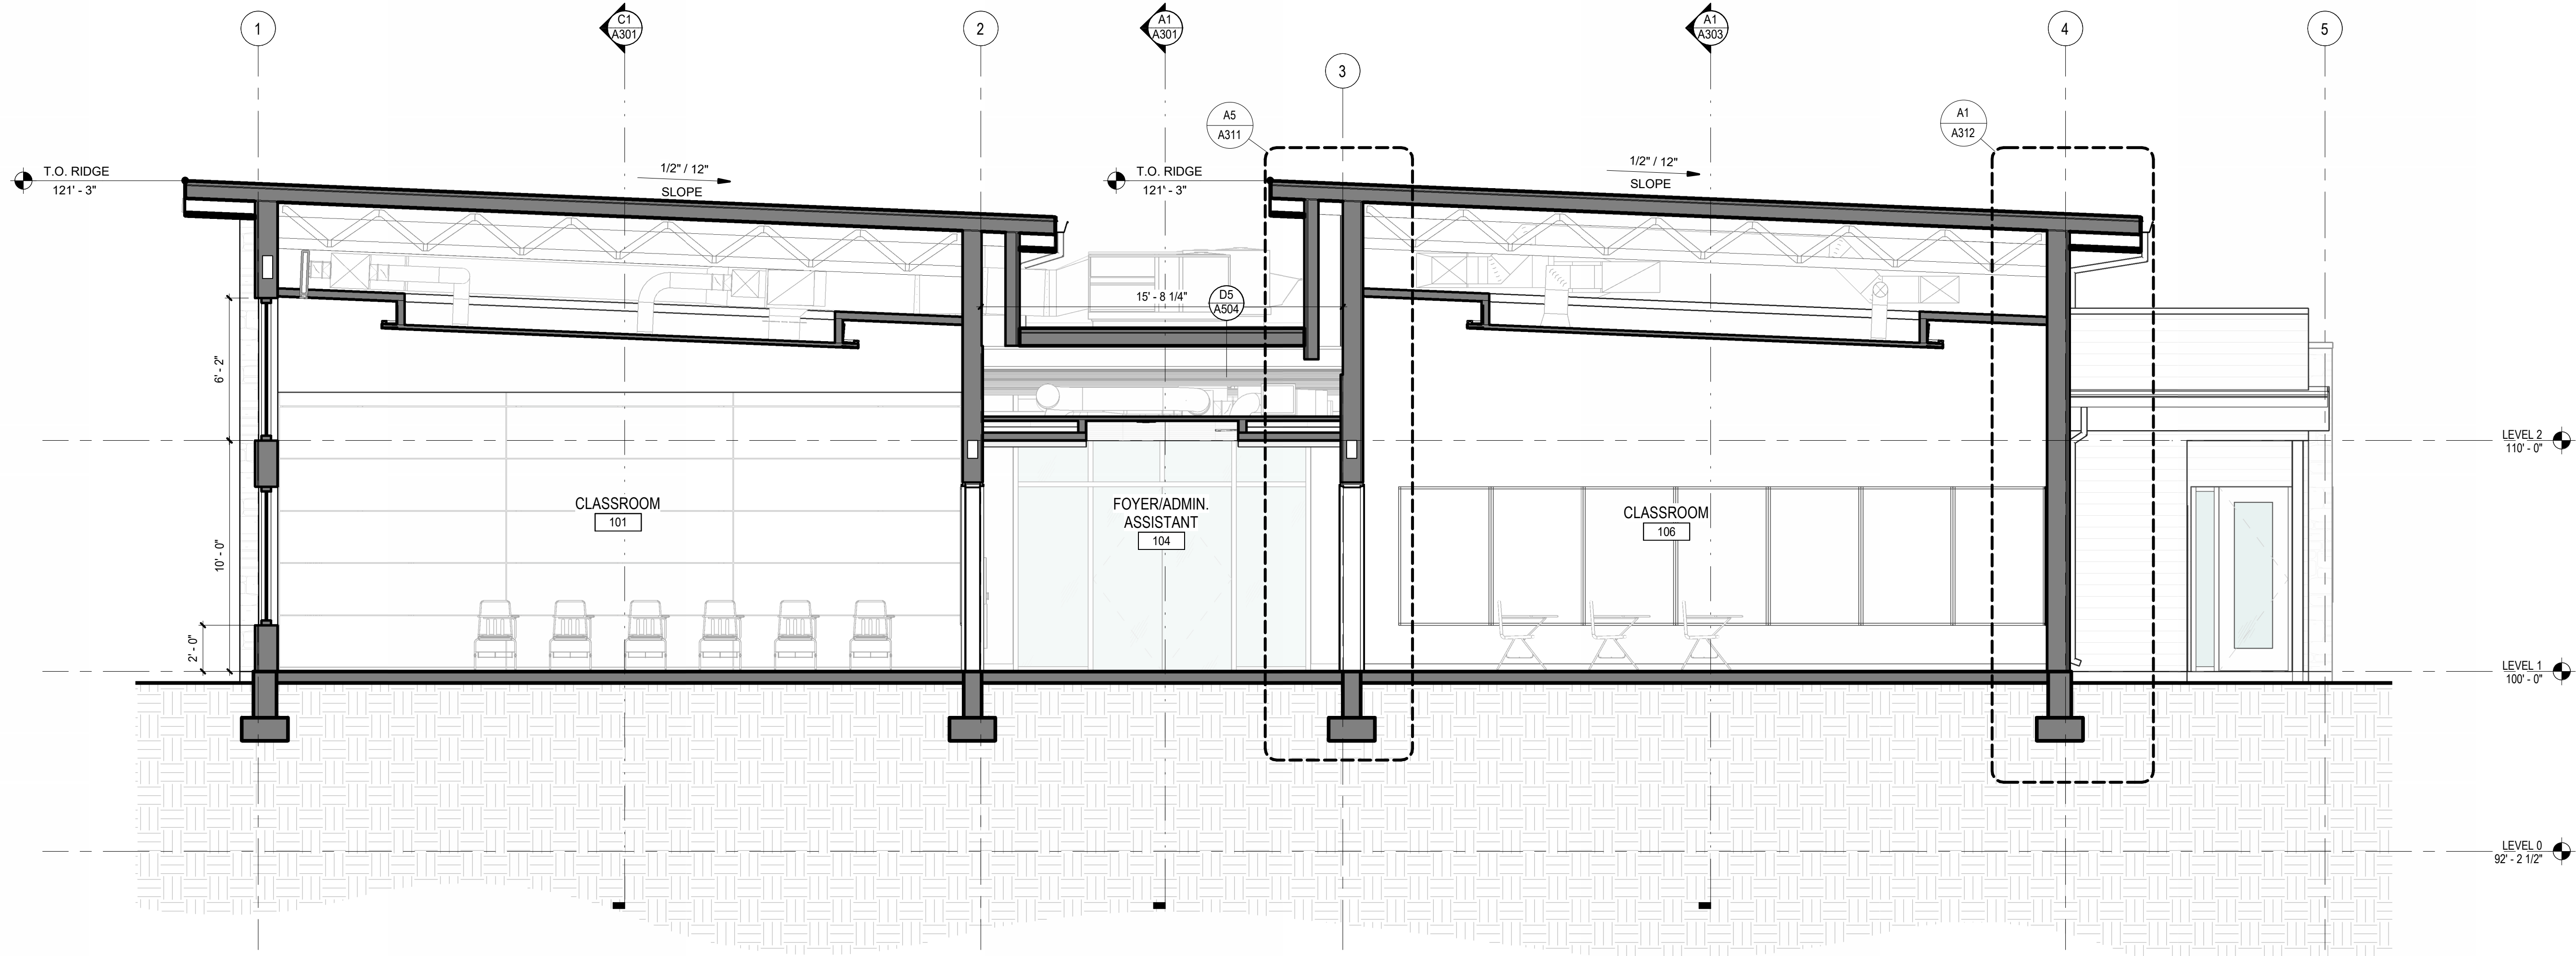 1
C1
A301
2
A1
A301
3
A1
A303
4
5
A5
A311
A1
A312
T.O. RIDGE
121' - 3"
1/2" / 12"
SLOPE
T.O. RIDGE
121' - 3"
1/2" / 12"
SLOPE
15' - 8 1/4"
D5
A504
6' - 2"
10' - 0"
2' - 0"
CLASSROOM
101
FOYER/ADMIN.
ASSISTANT
104
CLASSROOM
106
LEVEL 2
110' - 0"
LEVEL 1
100' - 0"
LEVEL 0
92' - 2 1/2"